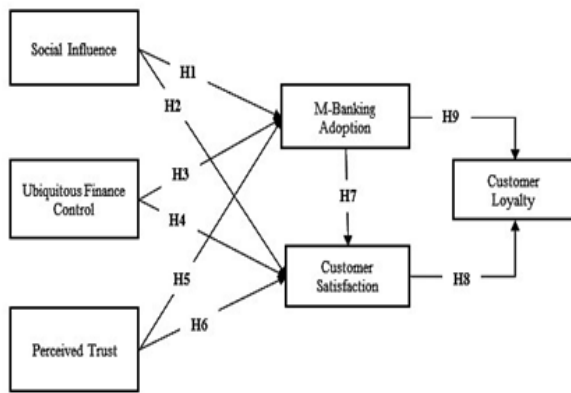 Social Influence
H1
H2
M-Banking
Adoption
H9
H3
Ubiquitous Finance
Control
H4
H7
Customer
Loyalty
H5
Customer
Satisfaction
H8
H6
Perceived Trust